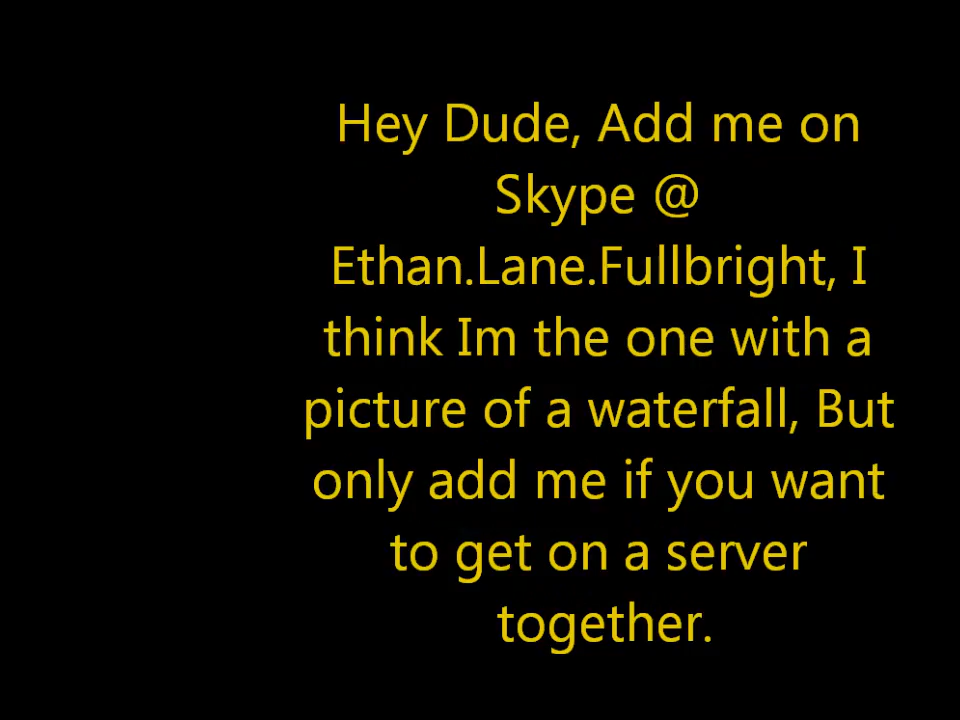 Hey Dude, Add me on
Skype @
Ethan.Lane.Fullbright, I
think Im the one with a
picture of a waterfall, But
only add me if you want
to get on a server
together.